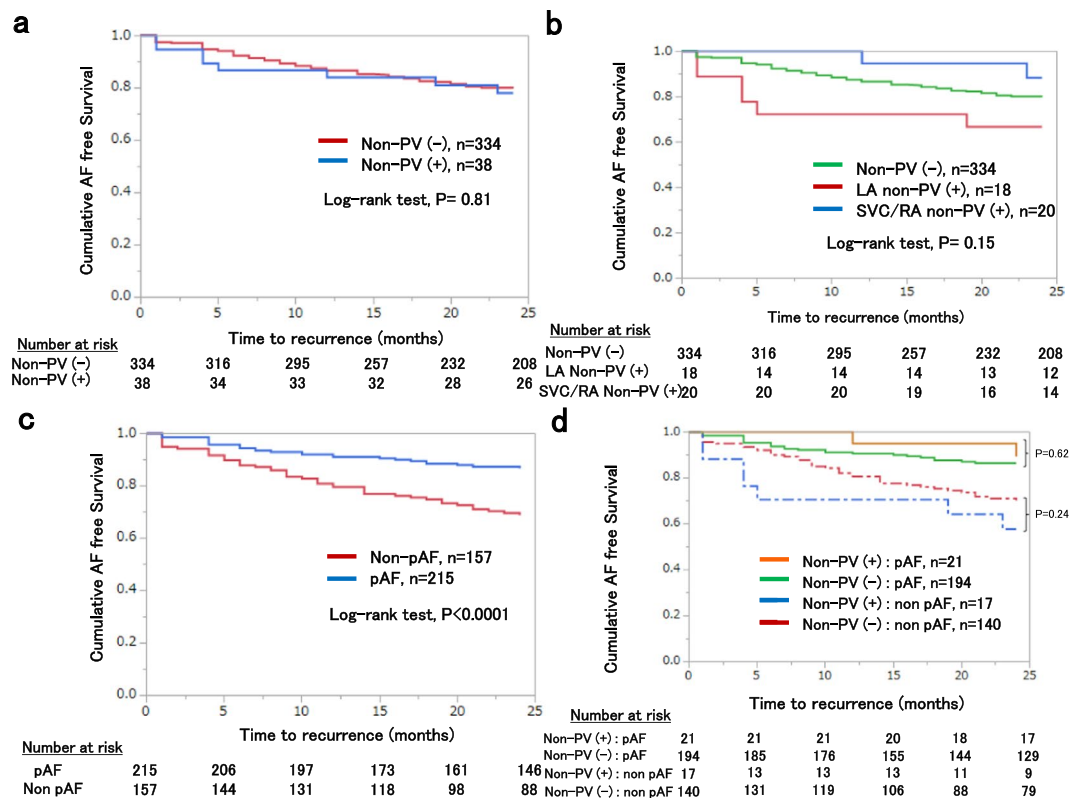 a
Cumulative AF free Survival
1.0
0.8
0.6
0.4
0.2
0.0
Non-PV (-), n=334
Non-PV (+), n=38
Log-rank test, P= 0.81
0 5 10 15 20 25
Time to recurrence (months)
Number at risk
Non-PV (-) 334 316 295 257 232 208
Non-PV (+) 38 34 33 32 28 26
b
Cumulative AF free Survival
1.0
0.8
0.6
0.4
0.2
0.0
Non-PV (-), n=334
LA non-PV (+), n=18
SVC/RA non-PV (+), n=20
Log-rank test, P= 0.15
0 5 10 15 20 25
Time to recurrence (months)
Number at risk
Non-PV (-) 334 316 295 257 232 208
LA Non-PV (+) 18 14 14 14 13 12
SVC/RA Non-PV (+) 20 20 20 19 16 14
c
Cumulative AF free Survival
1.0
0.8
0.6
0.4
0.2
0.0
Non-pAF, n=157
pAF, n=215
Log-rank test, P<0.0001
0 5 10 15 20 25
Time to recurrence (months)
Number at risk
pAF 215 206 197 173 161 146
Non pAF 157 144 131 118 98 88
d
Cumulative AF free Survival
1.0
0.8
0.6
0.4
0.2
0.0
P=0.62
P=0.24
Non-PV (+) : pAF, n=21
Non-PV (-) : pAF, n=194
Non-PV (+) : non pAF, n=17
Non-PV (-) : non pAF, n=140
0 5 10 15 20 25
Time to recurrence (months)
Number at risk
Non-PV (+) : pAF 21 21 21 20 18 17
Non-PV (-) : pAF 194 185 176 155 144 129
Non-PV (+) : non pAF 17 13 13 13 11 9
Non-PV (-) : non pAF 140 131 119 106 88 79